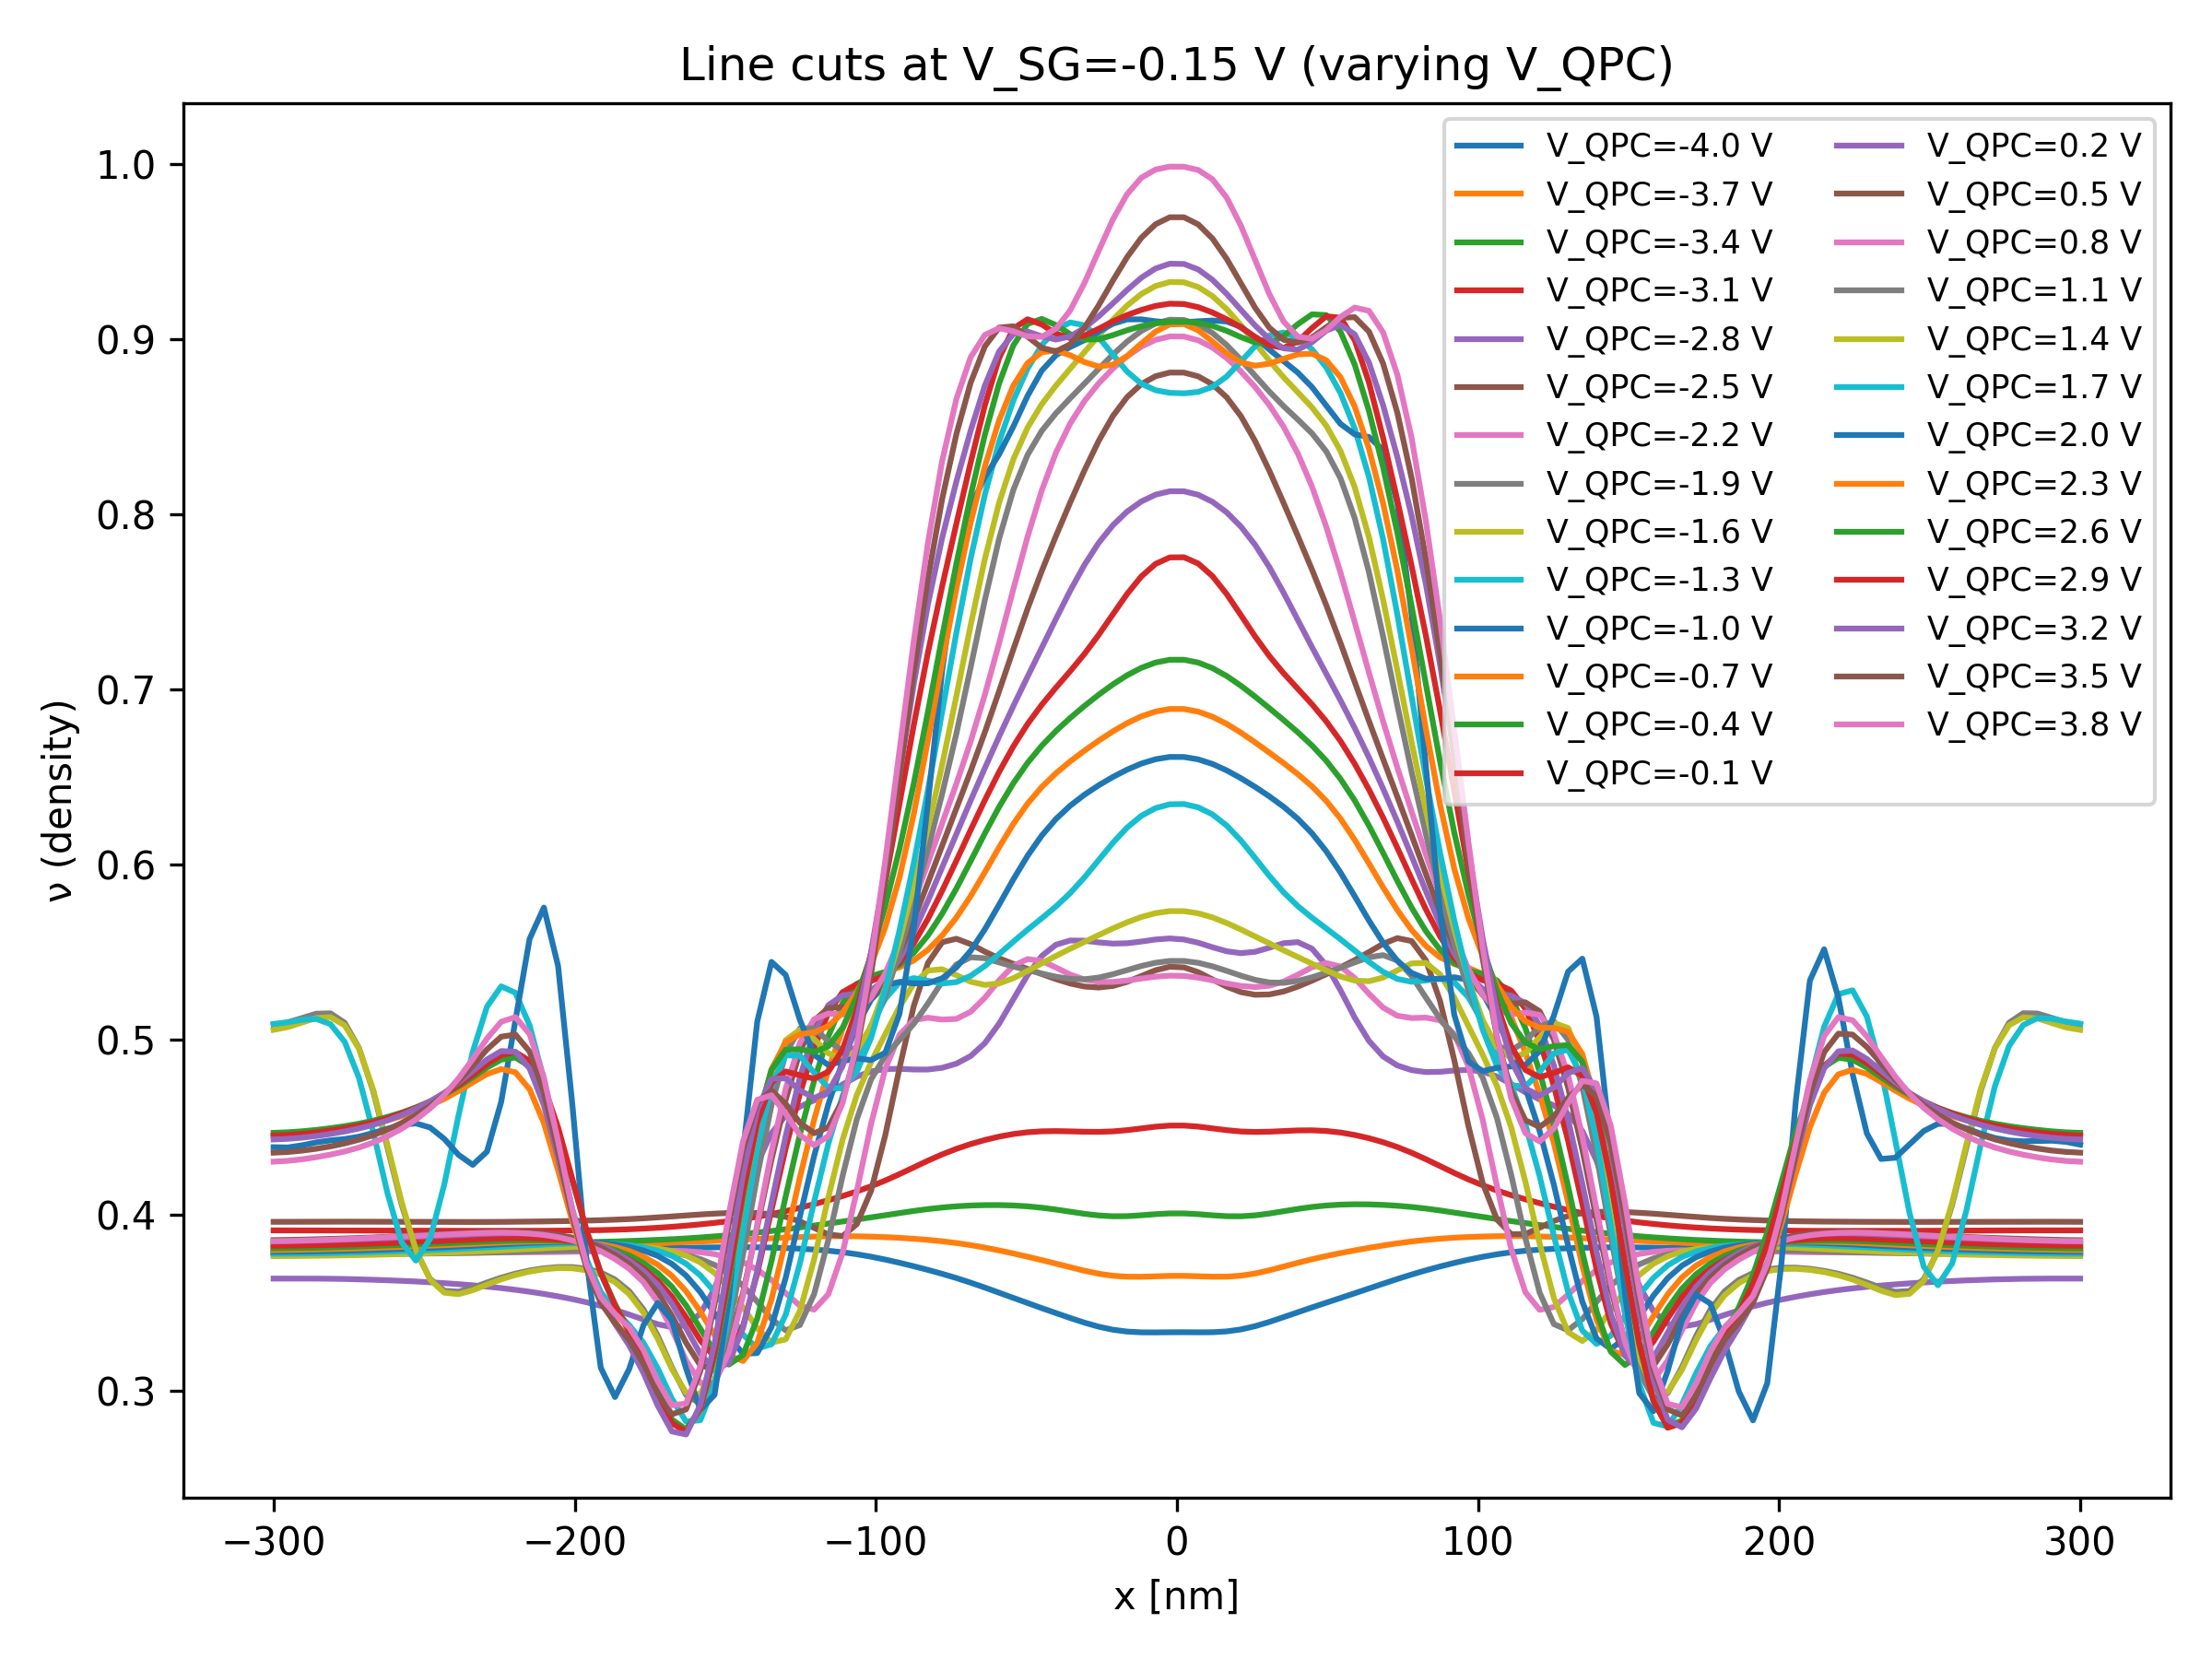 Line cuts at V_SG=-0.15 V (varying V_QPC)
V_QPC=-4.0 V
V_QPC=-3.7 V
V_QPC=-3.4 V
V_QPC=-3.1 V
V_QPC=-2.8 V
V_QPC=-2.5 V
V_QPC=-2.2 V
V_QPC=-1.9 V
V_QPC=-1.6 V
V_QPC=-1.3 V
V_QPC=-1.0 V
V_QPC=-0.7 V
V_QPC=-0.4 V
V_QPC=-0.1 V
V_QPC=0.2 V
V_QPC=0.5 V
V_QPC=0.8 V
V_QPC=1.1 V
V_QPC=1.4 V
V_QPC=1.7 V
V_QPC=2.0 V
V_QPC=2.3 V
V_QPC=2.6 V
V_QPC=2.9 V
V_QPC=3.2 V
V_QPC=3.5 V
V_QPC=3.8 V
ν (density)
1.0
0.9
0.8
0.7
0.6
0.5
0.4
0.3
−300 −200 −100 0 100 200 300
x [nm]